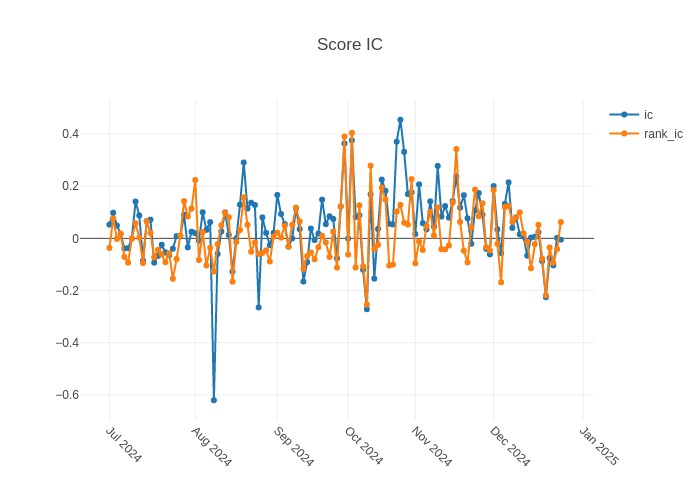 Score IC
ic
rank_ic
0.4
0.2
0
−0.2
−0.4
−0.6
Jul 2024
Aug 2024
Sep 2024
Oct 2024
Nov 2024
Dec 2024
Jan 2025